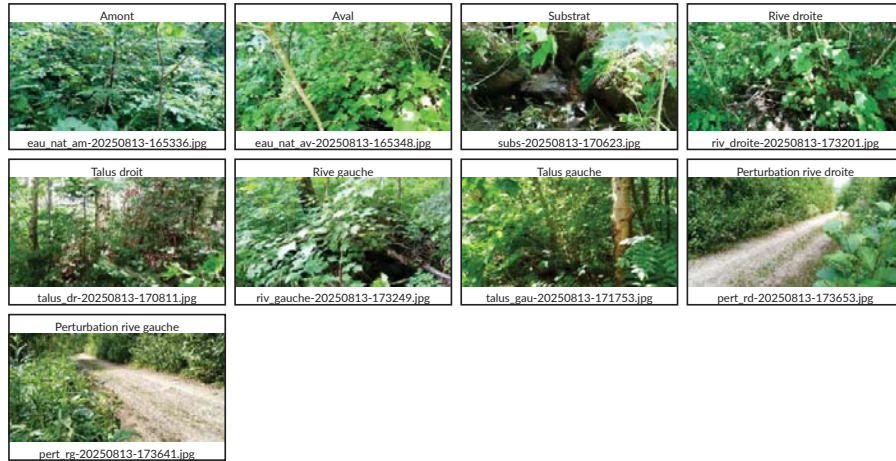 Amont
eau_nat_am-20250813-165336.jpg
Aval
eau_nat_av-20250813-165348.jpg
Substrat
subs-20250813-170623.jpg
Rive droite
riv_droite-20250813-173201.jpg
Talus droit
talus_dr-20250813-170811.jpg
Rive gauche
riv_gauche-20250813-173249.jpg
Talus gauche
talus_gau-20250813-171753.jpg
Perturbation rive droite
pert_rd-20250813-173653.jpg
Perturbation rive gauche
pert_rg-20250813-173641.jpg